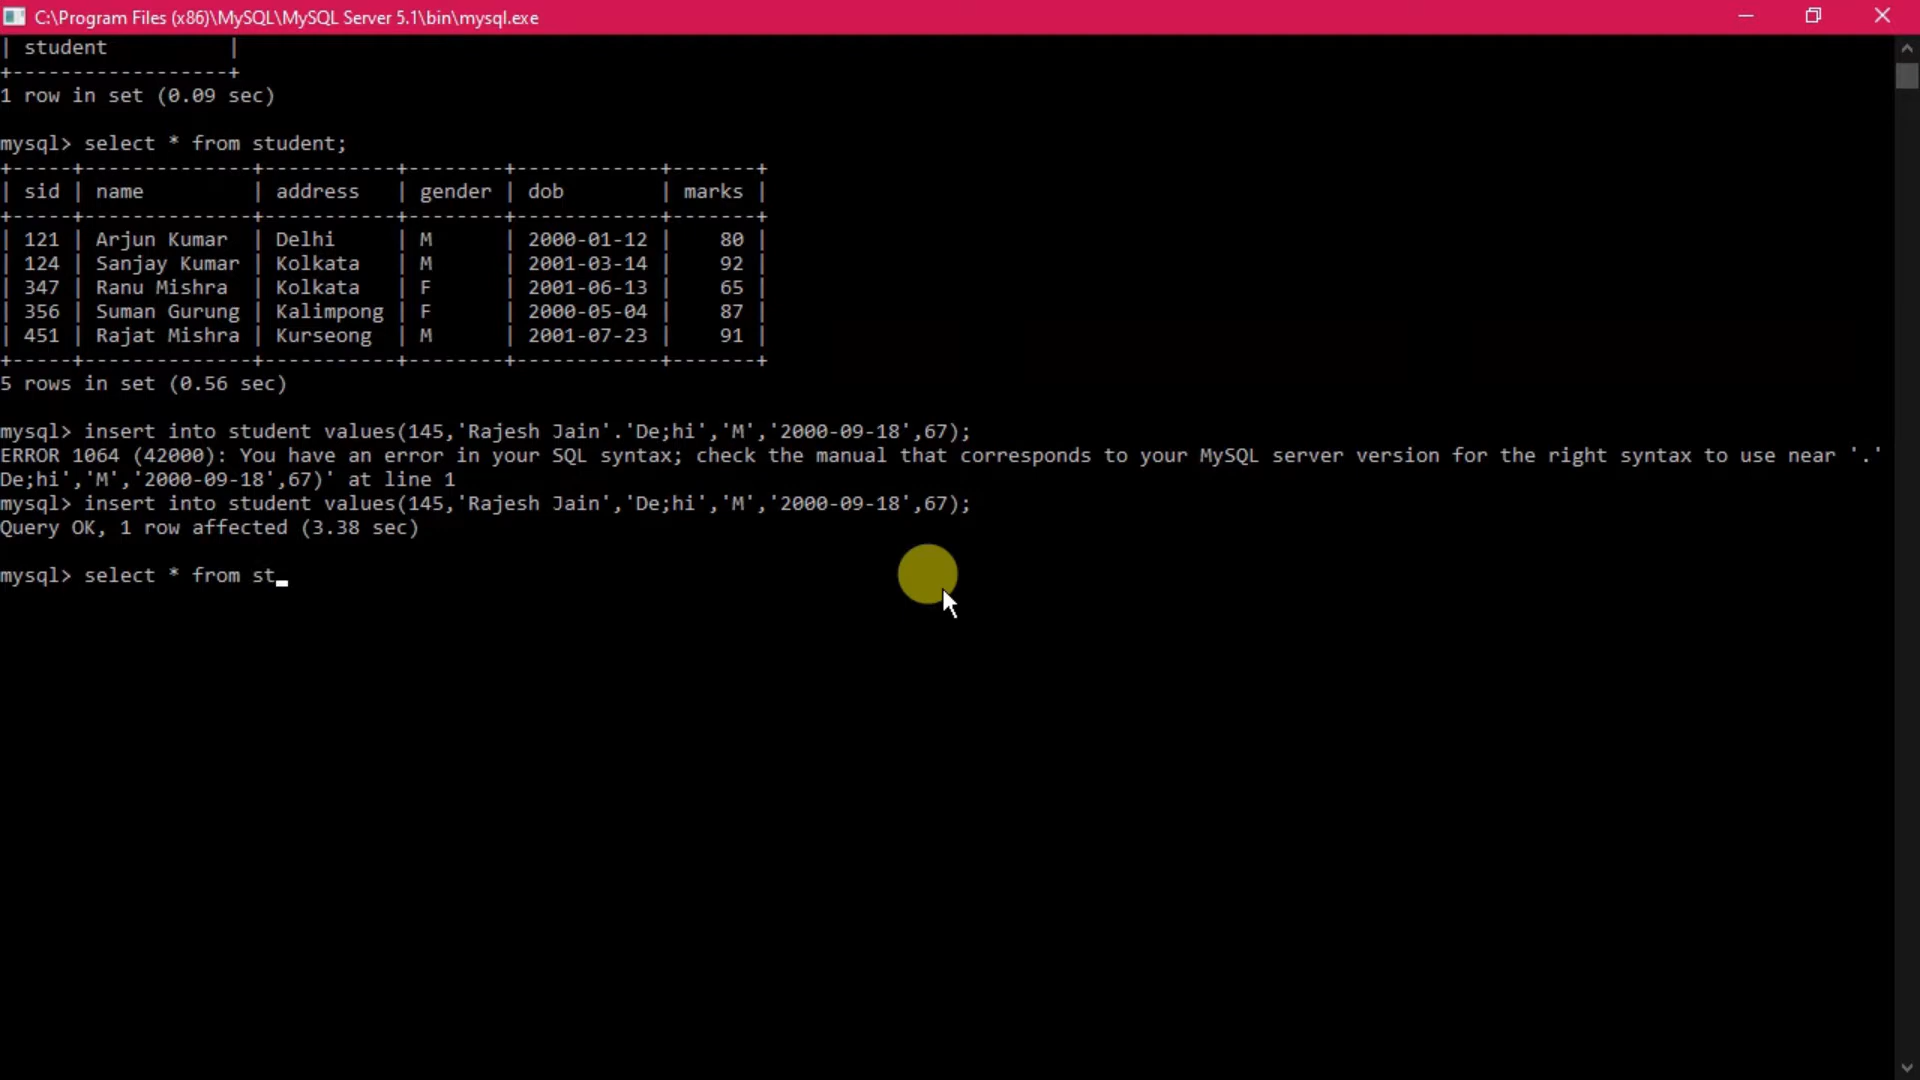 C:\Program Files (x86)\MySQL\MySQL Server 5.1\bin\mysql.exe
| student          |
+------------------+
1 row in set (0.09 sec)

mysql> select * from student;
+-----+--------------+-----------+--------+------------+-------+
| sid | name         | address   | gender | dob        | marks |
+-----+--------------+-----------+--------+------------+-------+
| 121 | Arjun Kumar  | Delhi     | M      | 2000-01-12 |    80 |
| 124 | Sanjay Kumar | Kolkata   | M      | 2001-03-14 |    92 |
| 347 | Ranu Mishra  | Kolkata   | F      | 2001-06-13 |    65 |
| 356 | Suman Gurung | Kalimpong | F      | 2000-05-04 |    87 |
| 451 | Rajat Mishra | Kurseong  | M      | 2001-07-23 |    91 |
+-----+--------------+-----------+--------+------------+-------+
5 rows in set (0.56 sec)

mysql> insert into student values(145,'Rajesh Jain'.'De;hi','M','2000-09-18',67);
ERROR 1064 (42000): You have an error in your SQL syntax; check the manual that corresponds to your MySQL server version for the right syntax to use near '.'
De;hi','M','2000-09-18',67)' at line 1
mysql> insert into student values(145,'Rajesh Jain','De;hi','M','2000-09-18',67);
Query OK, 1 row affected (3.38 sec)

mysql> select * from st_